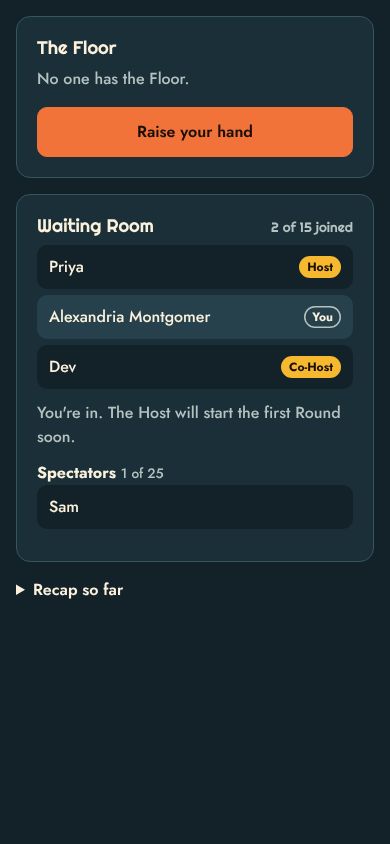 The Floor
No one has the Floor.
Raise your hand
Waiting Room
2 of 15 joined
Priya
Host
Alexandria Montgomer
You
Dev
Co-Host
You're in. The Host will start the first Round
soon.
Spectators 1 of 25
Sam
Recap so far